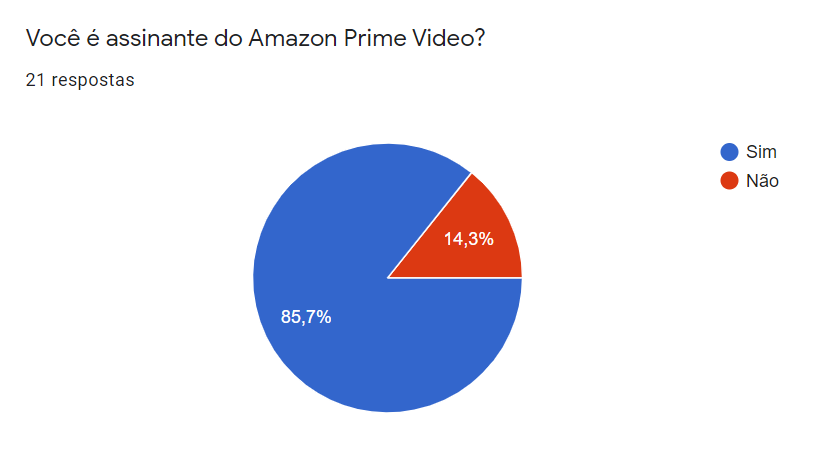 Você é assinante do Amazon Prime Video?
21 respostas
Sim
Não
14,3%
85,7%